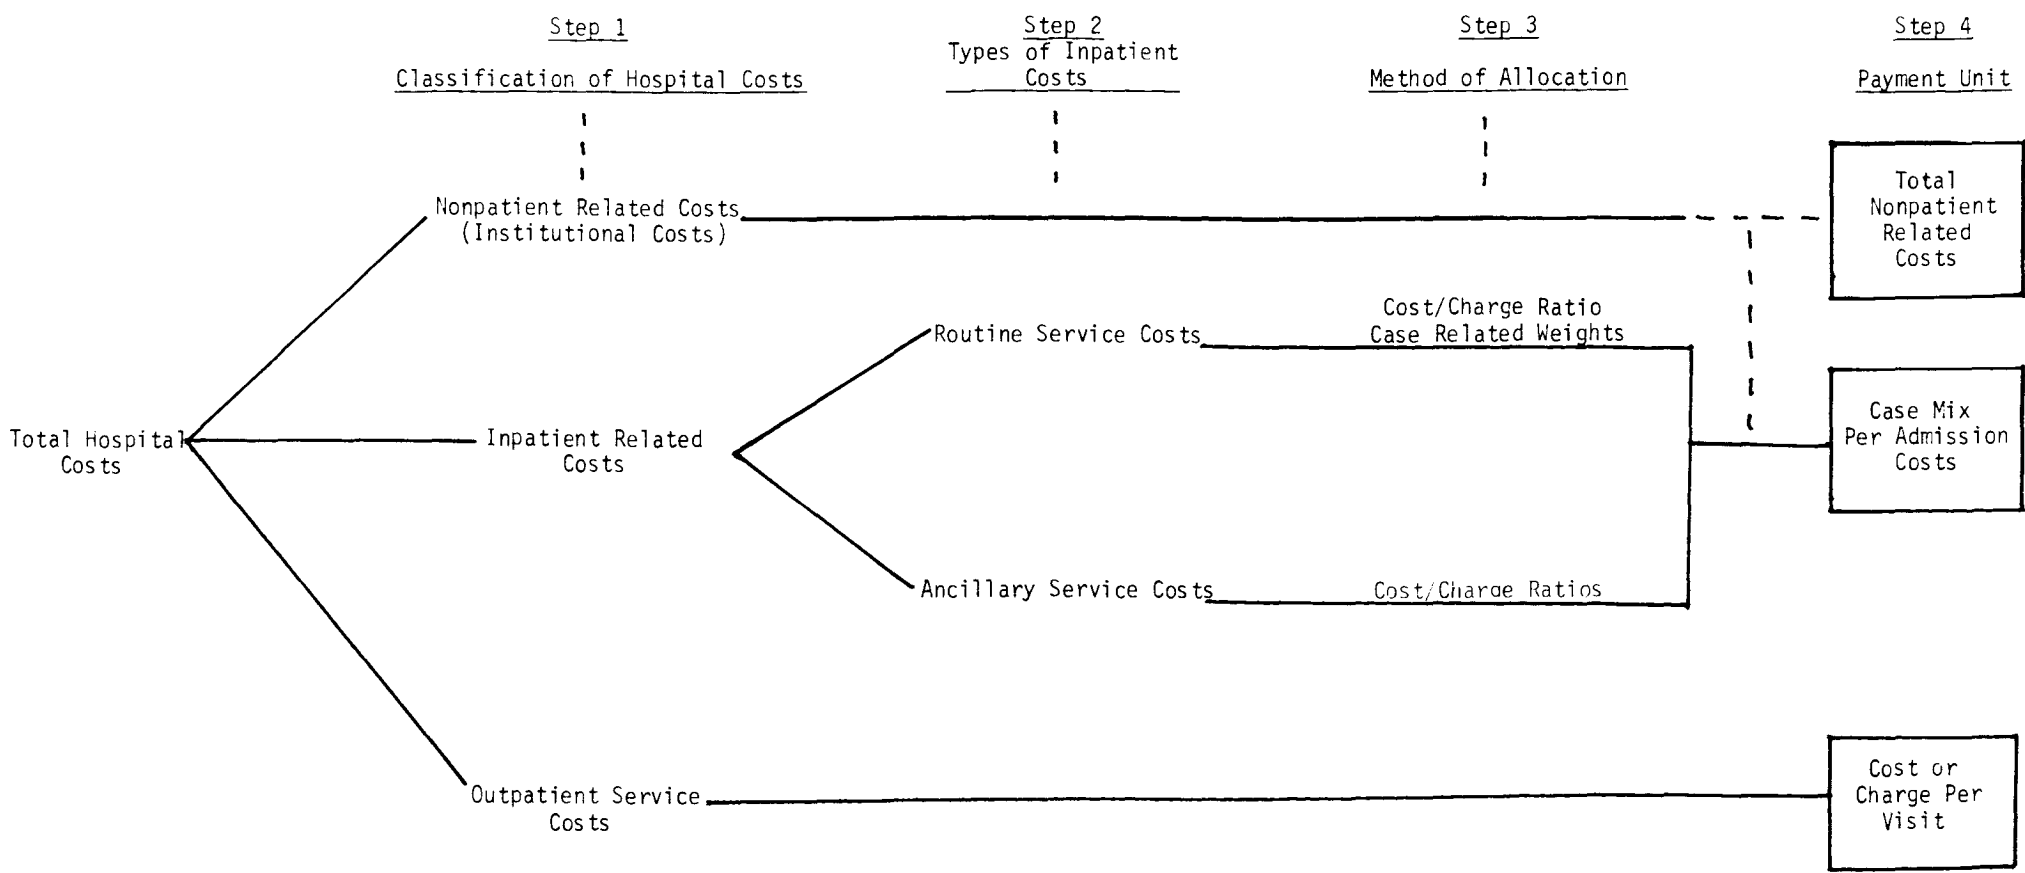 Step 1
Classification of Hospital Costs
Step 2
Types of Inpatient
Costs
Step 3
Method of Allocation
Step 4
Payment Unit
Total Hospital
Costs
Nonpatient Related Costs
(Institutional Costs)
Total
Nonpatient
Related
Costs
Inpatient Related
Costs
Routine Service Costs
Cost/Charge Ratio
Case Related Weights
Ancillary Service Costs
Cost/Charge Ratios
Case Mix
Per Admission
Costs
Outpatient Service
Costs
Cost or
Charge Per
Visit